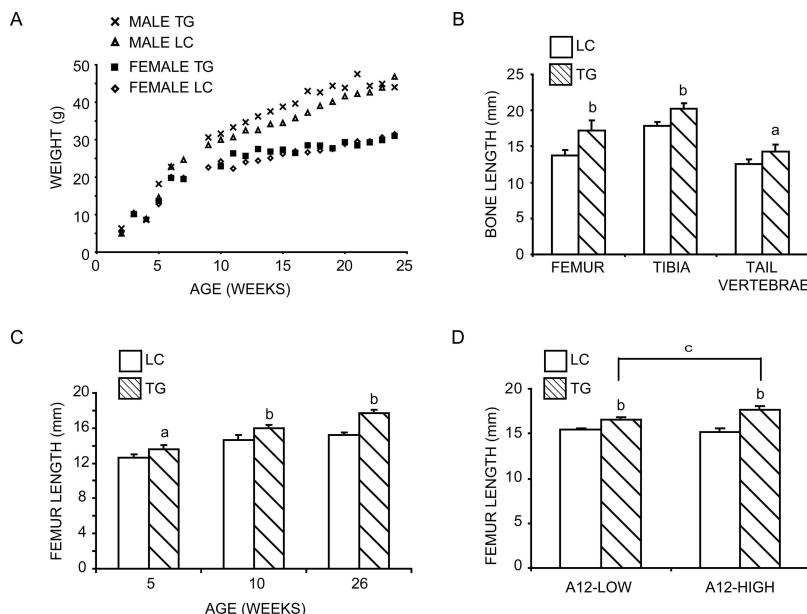 A
MALE TG
MALE LC
FEMALE TG
FEMALE LC
WEIGHT (g)
50
40
30
20
10
0
0 5 10 15 20 25
AGE (WEEKS)
B
LC
TG
BONE LENGTH (mm)
25
20
15
10
5
0
b
b
a
FEMUR TIBIA TAIL
VERTEBRAE
C
LC
TG
FEMUR LENGTH (mm)
20
16
12
8
4
0
a
b
b
5 10 26
AGE (WEEKS)
D
LC
TG
c
FEMUR LENGTH (mm)
20
15
10
5
0
b
b
A12-LOW A12-HIGH